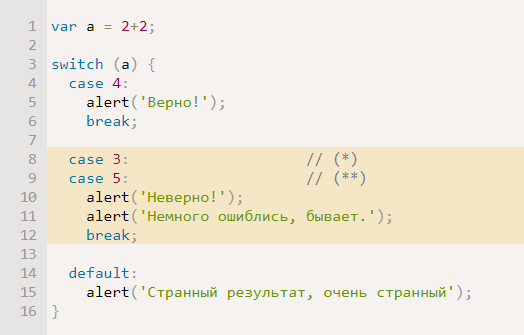 1 var a = 2+2;
2
3 switch (a) {
4 case 4:
5 alert('Верно!');
6 break;
7
8 case 3: // (*)
9 case 5: // (**)
10 alert('Неверно!');
11 alert('Немного ошиблись, бывает.');
12 break;
13
14 default:
15 alert('Странный результат, очень странный');
16 }